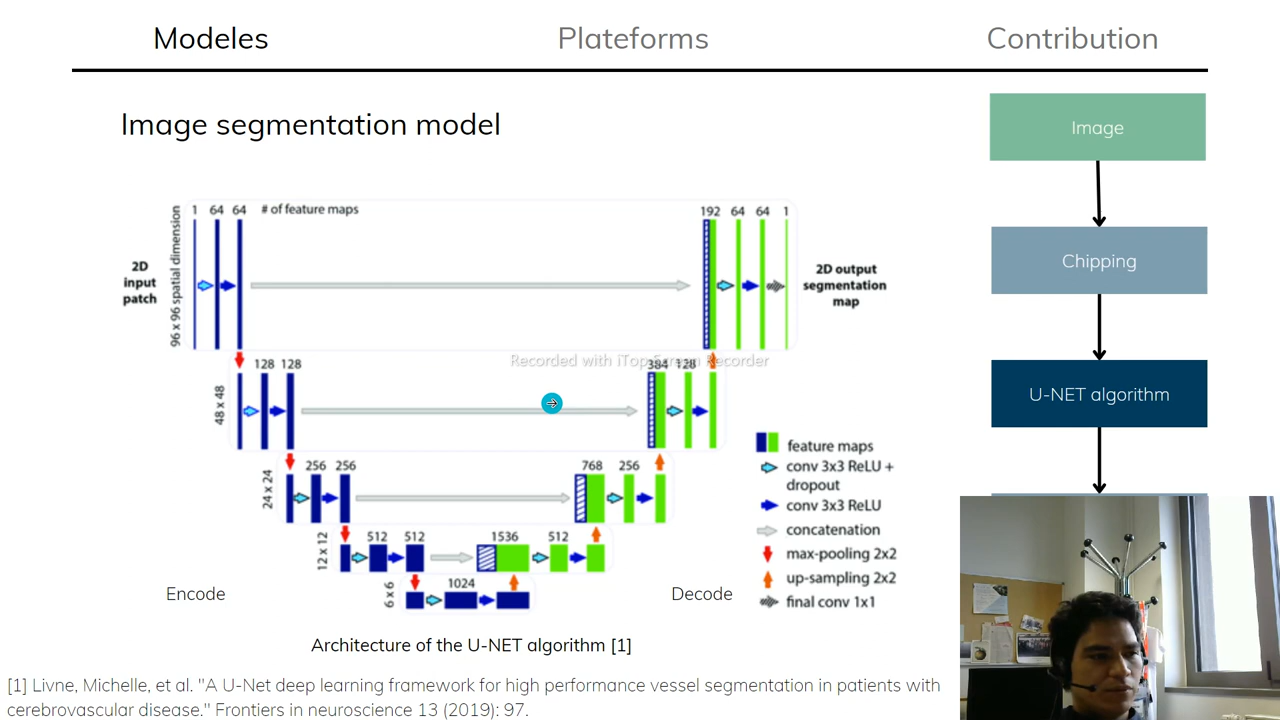 Modeles
Plateforms
Contribution
Image segmentation model
Image
Chipping
U-NET algorithm
1 64 64 # of feature maps
192 64 64 1
2D
input
patch
96 x 96 spatial dimension
2D output
segmentation
map
Recorded with iTop Screen Recorder
128 128
384 128
48 x 48
256 256
768 256
24 x 24
512 512
1536 512
12 x 12
1024
6 x 6
Encode
Decode
feature maps
conv 3x3 ReLU +
dropout
conv 3x3 ReLU
concatenation
max-pooling 2x2
up-sampling 2x2
final conv 1x1
Architecture of the U-NET algorithm [1]
[1] Livne, Michelle, et al. "A U-Net deep learning framework for high performance vessel segmentation in patients with
cerebrovascular disease." Frontiers in neuroscience 13 (2019): 97.